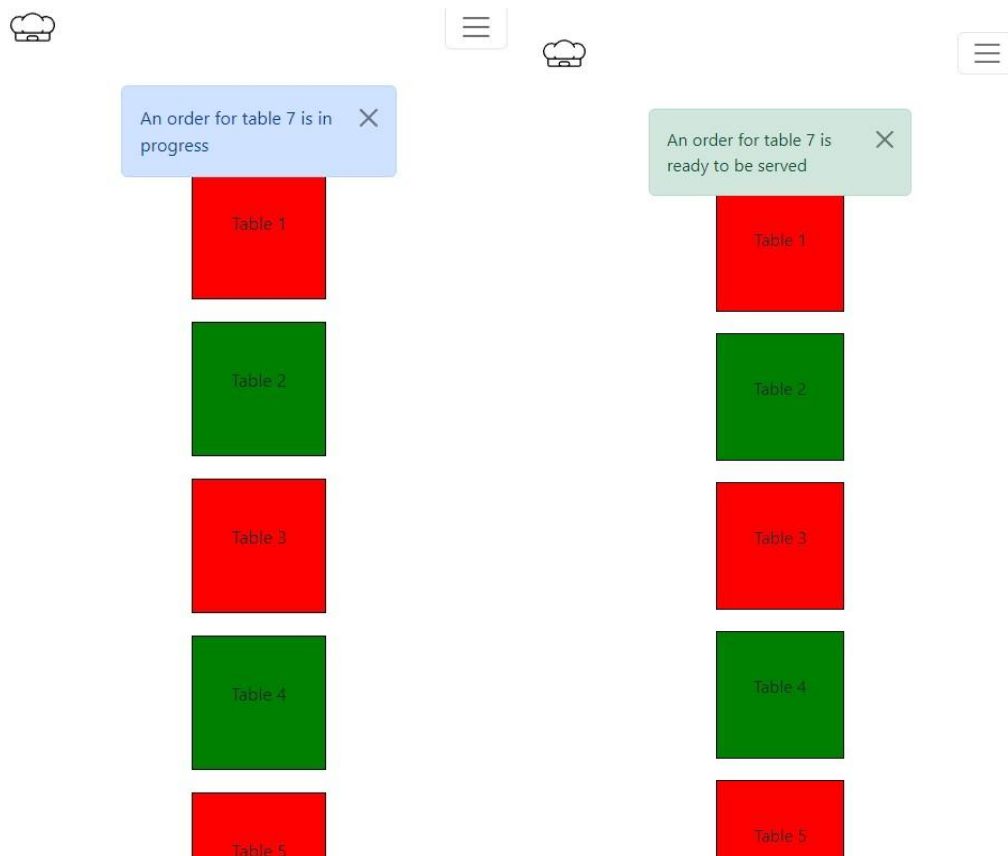 An order for table 7 is in
progress
Table 1
Table 2
Table 3
Table 4
Table 5
An order for table 7 is
ready to be served
Table 1
Table 2
Table 3
Table 4
Table 5